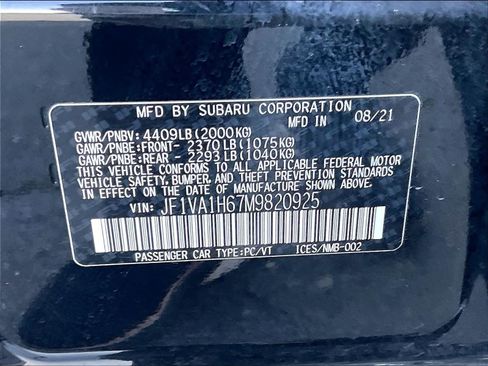 MFD BY SUBARU CORPORATION
MFD IN 08/21
GVWR/PNBV: 4409LB(2000KG)
GAWR/PNBE:FRONT- 2370LB(1075KG)
GAWR/PNBE:REAR - 2293LB(1040KG)
THIS VEHICLE CONFORMS TO ALL APPLICABLE FEDERAL MOTOR
VEHICLE SAFETY, BUMPER, AND THEFT PREVENTION STANDARDS
IN EFFECT ON THE DATE OF MANUFACTURE SHOWN ABOVE.
VIN: JF1VA1H67M9820925
PASSENGER CAR TYPE:PC/VT ICES/NMB-002